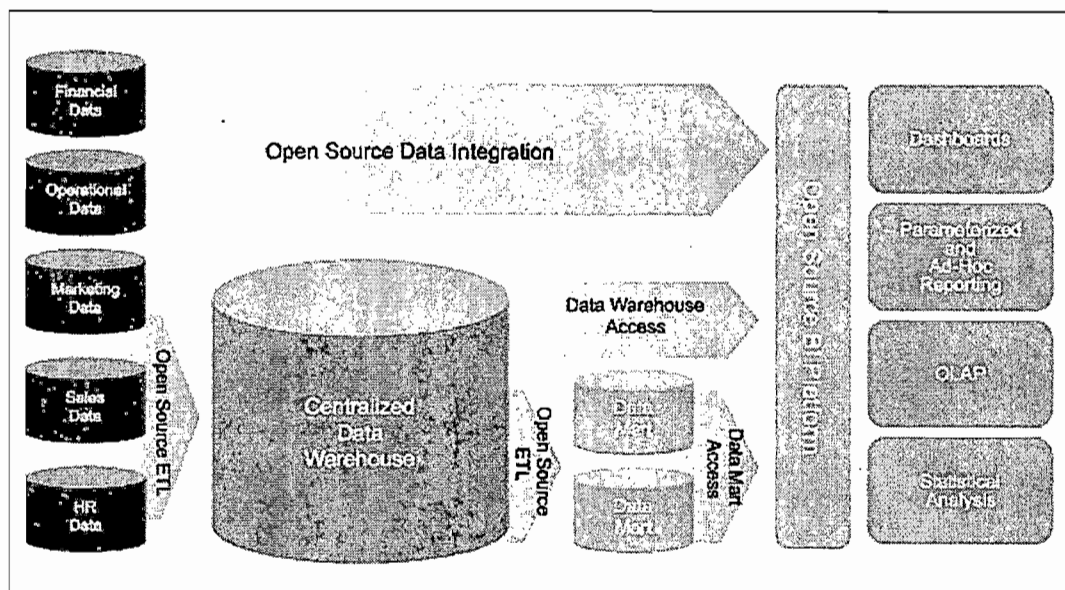 Financial
Data
Operational
Data
Marketing
Data
Sales
Data
HR
Data
Open Source ETL
Open Source Data Integration
Centralized
Data
Warehouse
Data Warehouse
Access
Open Source
ETL
Data
Mart
Data
Mart
Data Mart
Access
Open Source BI Platform
Dashboards
Parameterized
and
Ad-Hoc
Reporting
OLAP
Statistical
Analysis